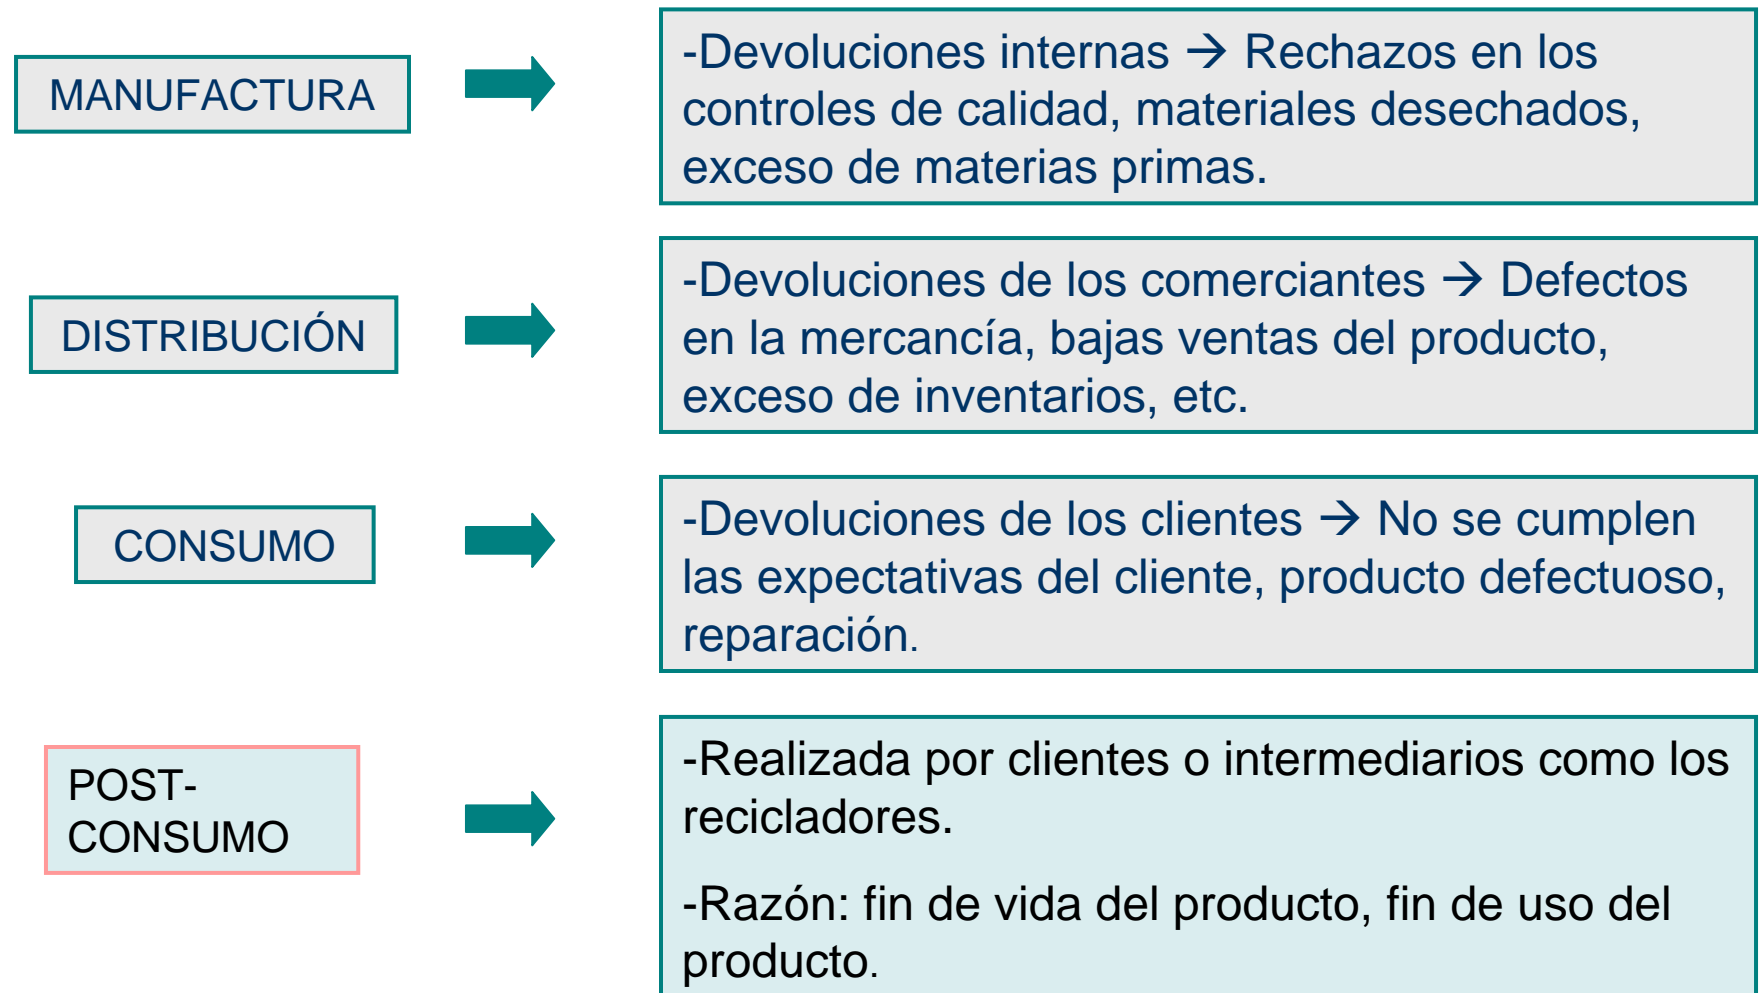 MANUFACTURA
-Devoluciones internas → Rechazos en los
controles de calidad, materiales desechados,
exceso de materias primas.
DISTRIBUCIÓN
-Devoluciones de los comerciantes → Defectos
en la mercancía, bajas ventas del producto,
exceso de inventarios, etc.
CONSUMO
-Devoluciones de los clientes → No se cumplen
las expectativas del cliente, producto defectuoso,
reparación.
POST-
CONSUMO
-Realizada por clientes o intermediarios como los
recicladores.
-Razón: fin de vida del producto, fin de uso del
producto.